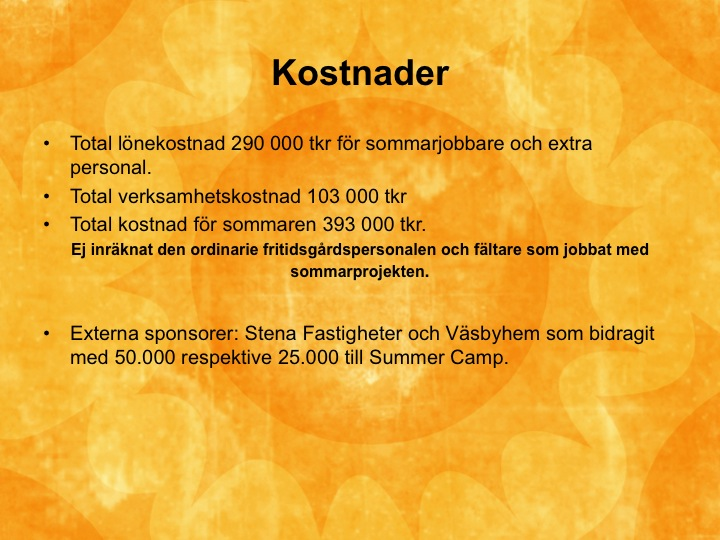 Kostnader
• Total lönekostnad 290 000 tkr för sommarjobbare och extra
personal.
• Total verksamhetskostnad 103 000 tkr
• Total kostnad för sommaren 393 000 tkr.
Ej inräknat den ordinarie fritidsgårdspersonalen och fältare som jobbat med
sommarprojekten.
• Externa sponsorer: Stena Fastigheter och Väsbyhem som bidragit
med 50.000 respektive 25.000 till Summer Camp.